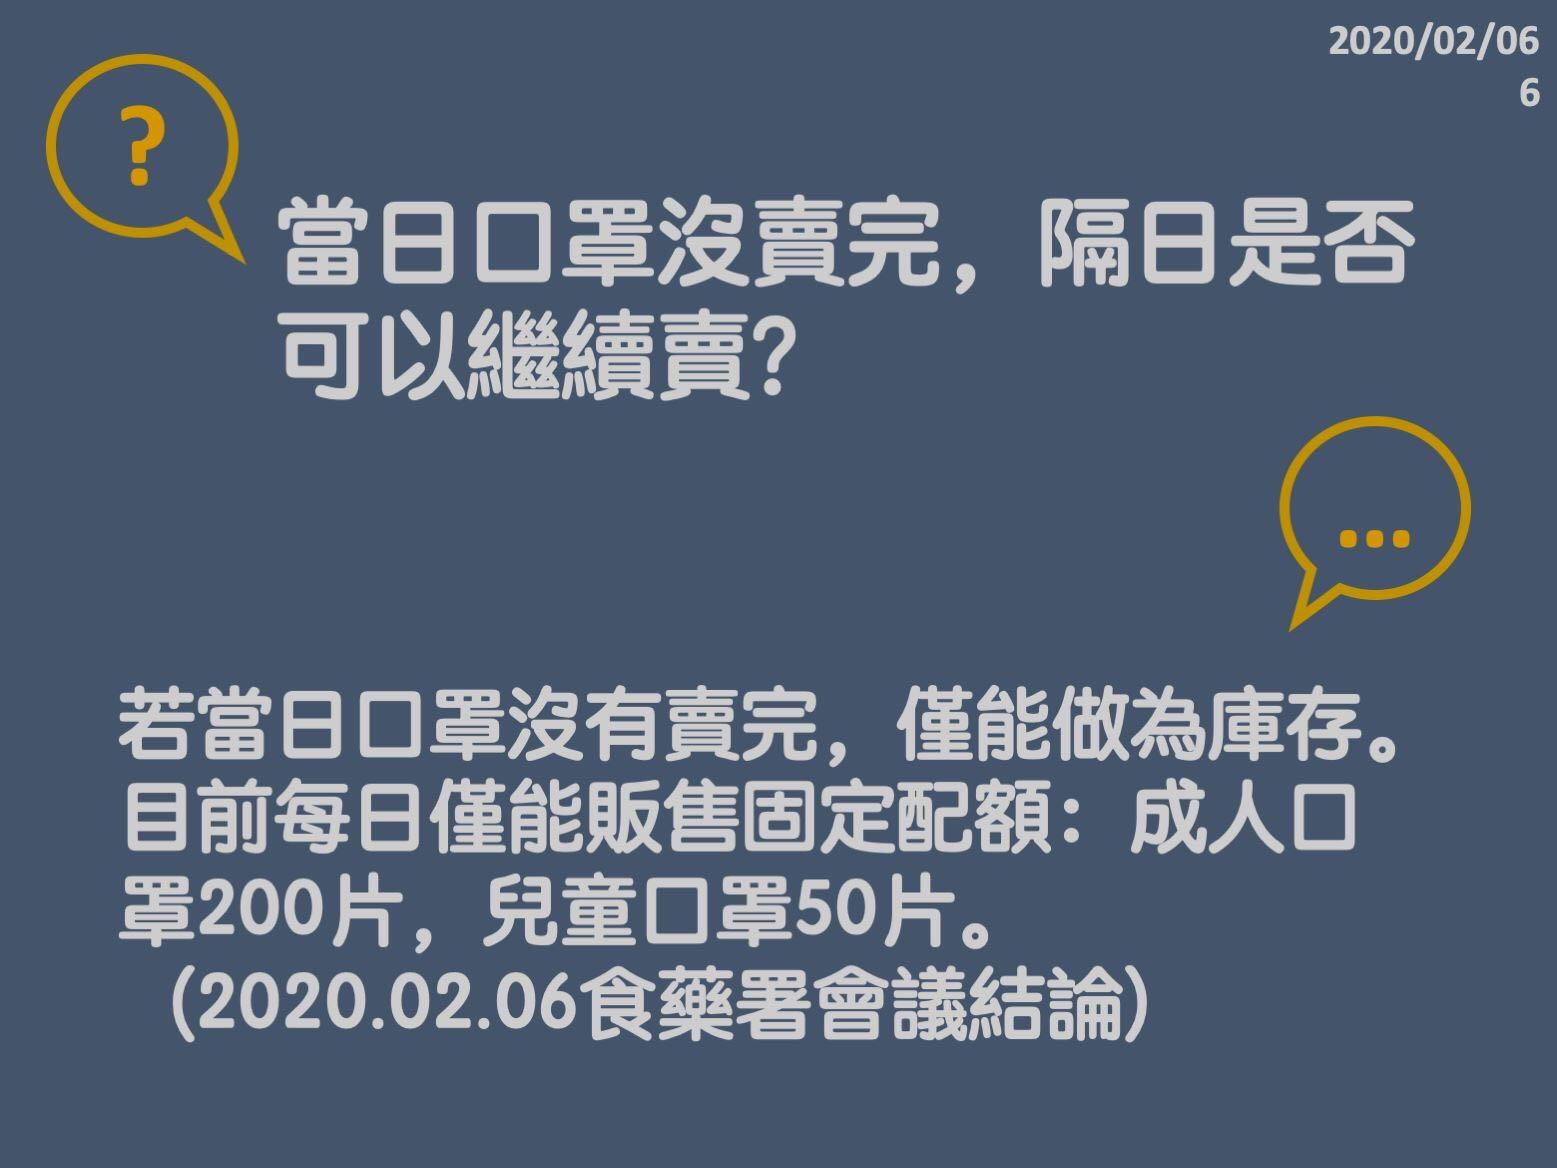 2020/02/06
6
?
當日口罩沒賣完，隔日是否
可以繼續賣？
...
若當日口罩沒有賣完，僅能做為庫存。
目前每日僅能販售固定配額：成人口
罩200片，兒童口罩50片。
(2020.02.06食藥署會議結論)